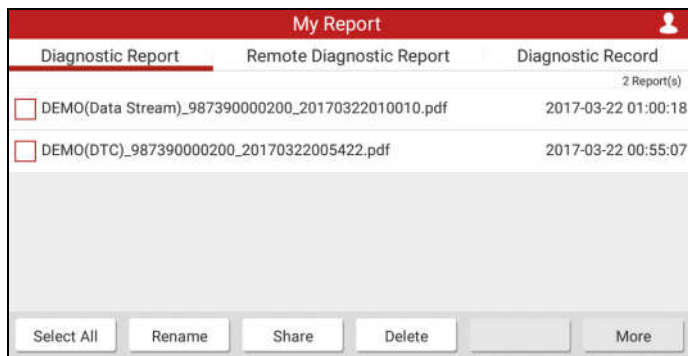 My Report
Diagnostic Report Remote Diagnostic Report Diagnostic Record
2 Report(s)
DEMO(Data Stream)_987390000200_20170322010010.pdf 2017-03-22 01:00:18
DEMO(DTC)_987390000200_20170322005422.pdf 2017-03-22 00:55:07
Select All Rename Share Delete More